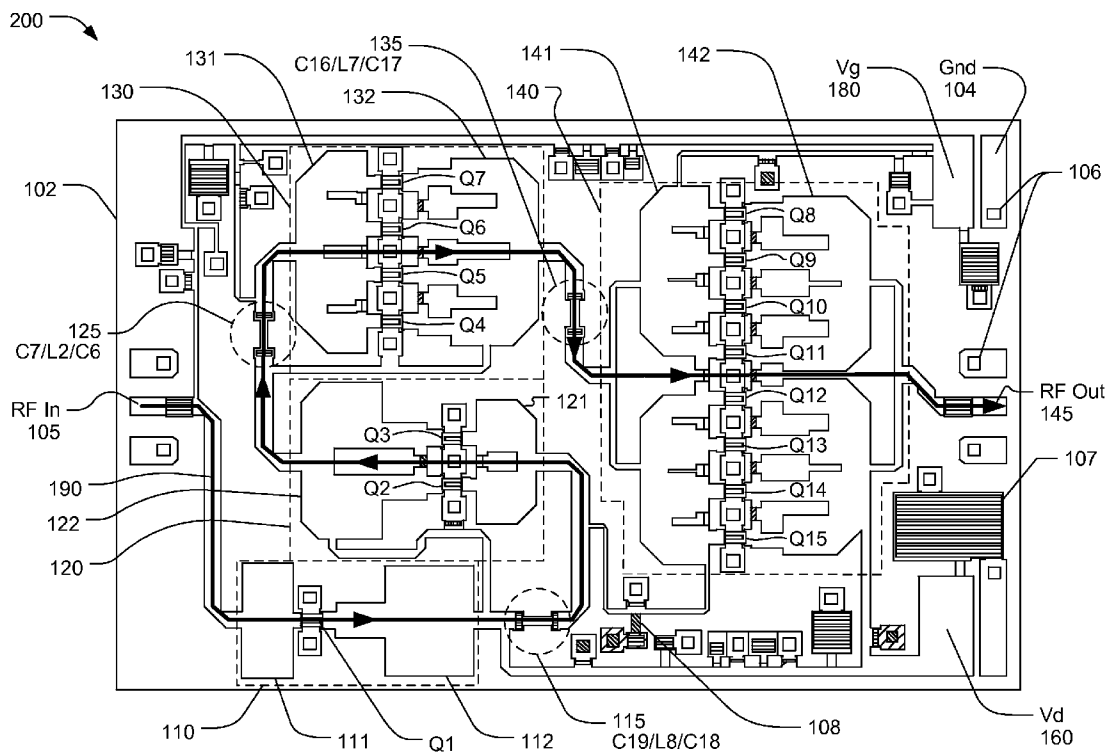 200
131
130
135
C16/L7/C17
132
141
140
142
Vg
180
Gnd
104
102
106
Q7
Q6
Q5
Q4
Q8
Q9
Q10
Q11
Q12
Q13
Q14
Q15
125
C7/L2/C6
RF In
105
121
Q3
Q2
RF Out
145
190
122
120
107
110
111
Q1
112
115
C19/L8/C18
108
Vd
160